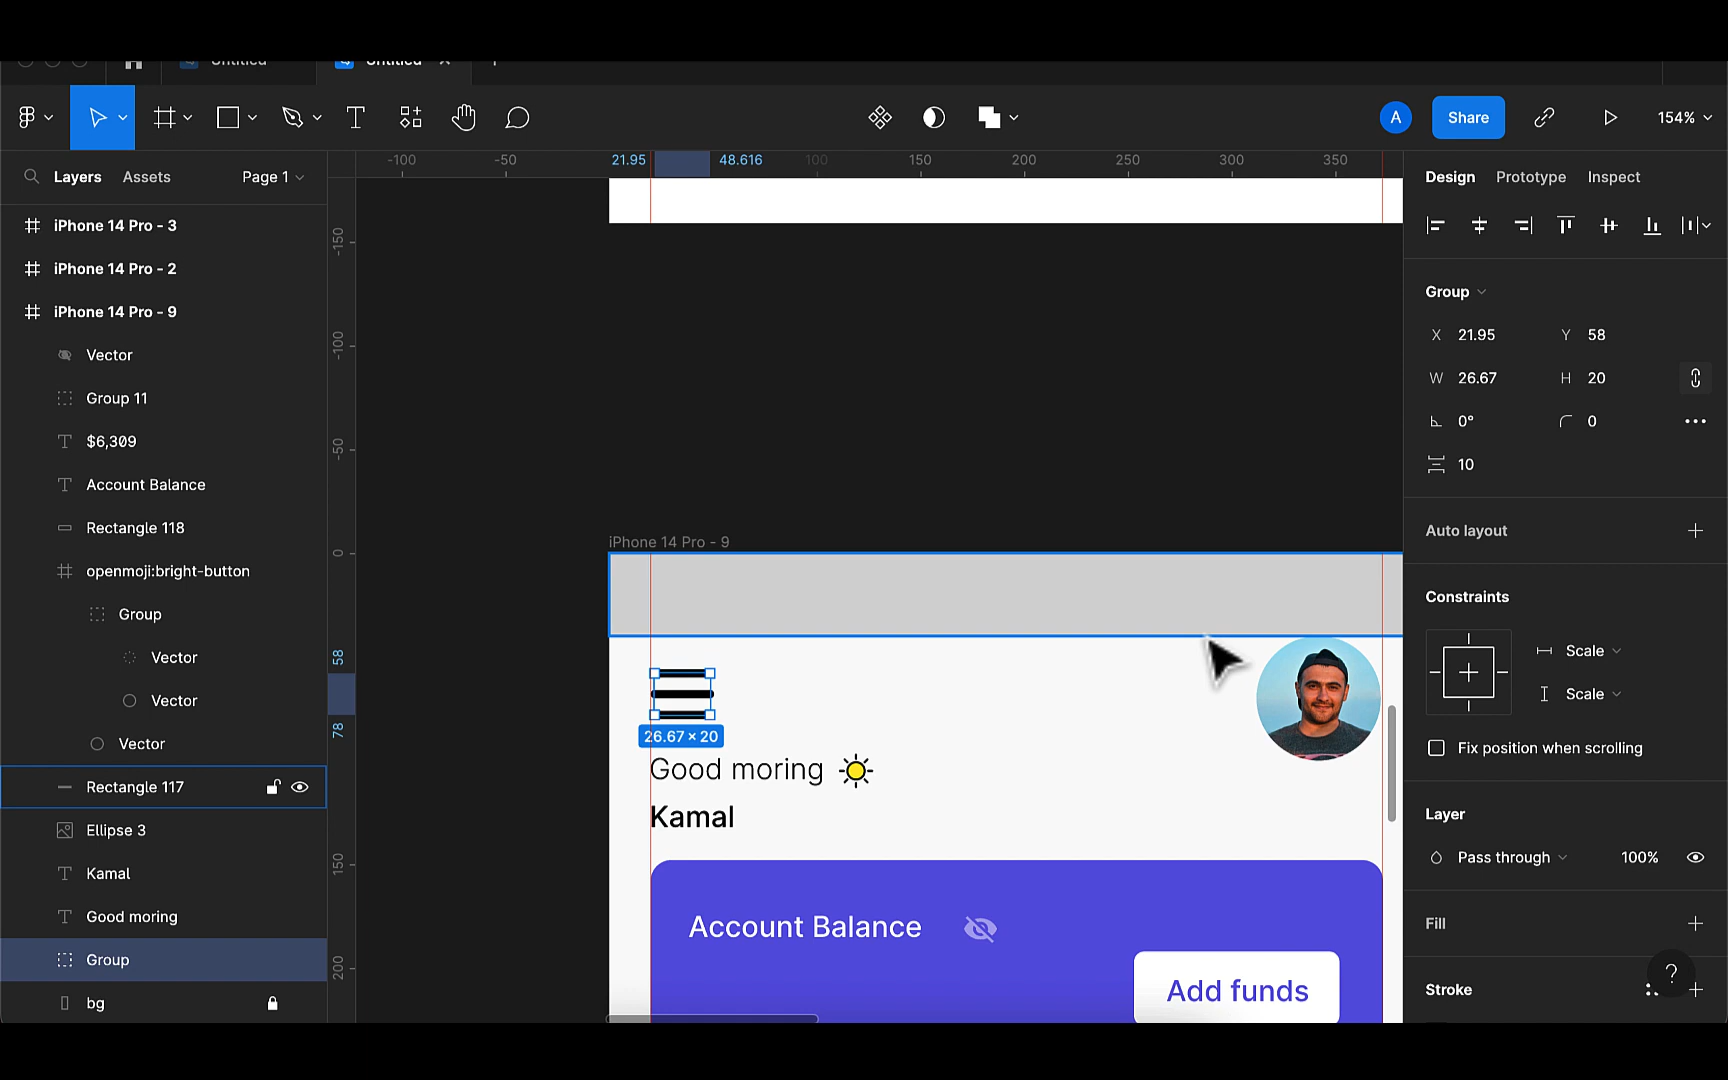 Untitled
Untitled
A
Share
154%
Layers
Assets
Page 1
-100
-50
21.95
48.616
100
150
200
250
300
350
Design
Prototype
Inspect
iPhone 14 Pro - 3
iPhone 14 Pro - 2
iPhone 14 Pro - 9
Vector
Group 11
$6,309
Account Balance
Rectangle 118
openmoji:bright-button
Group
Vector
Vector
Vector
Rectangle 117
Ellipse 3
Kamal
Good moring
Group
bg
-150
-100
-50
0
58
78
150
200
iPhone 14 Pro - 9
26.67 × 20
Good moring
Kamal
Account Balance
Add funds
Group
X 21.95
Y 58
W 26.67
H 20
0°
0
10
Auto layout
Constraints
Scale
Scale
Fix position when scrolling
Layer
Pass through
100%
Fill
?
Stroke